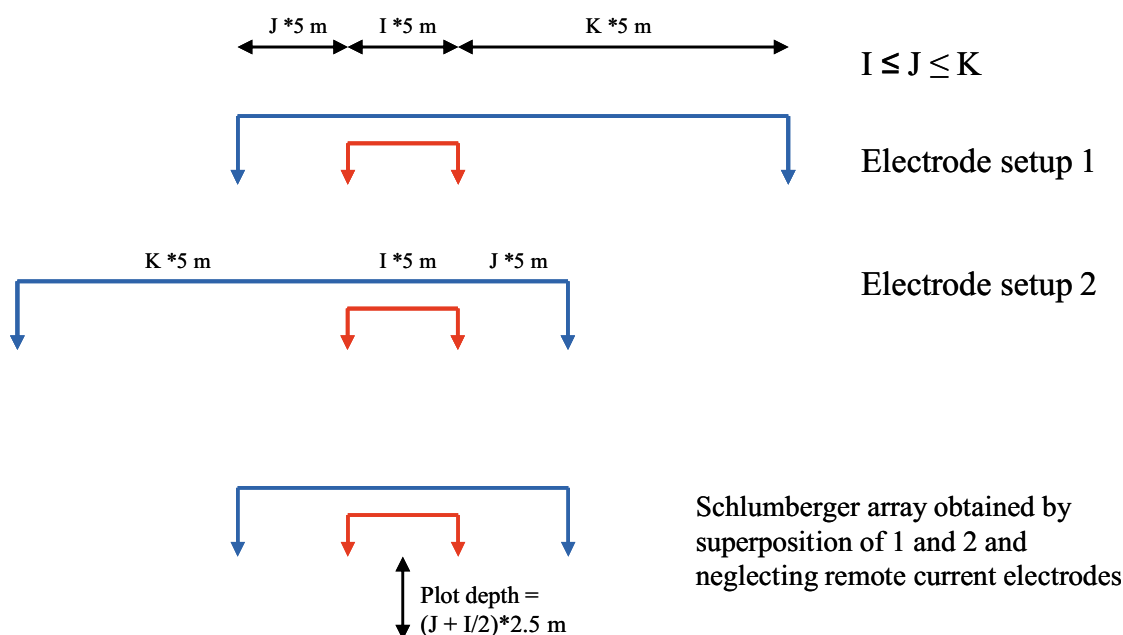 J *5 m I *5 m K *5 m
I ≤ J ≤ K
Electrode setup 1
K *5 m I *5 m J *5 m
Electrode setup 2
Schlumberger array obtained by
superposition of 1 and 2 and
neglecting remote current electrodes
Plot depth =
(J + I/2)*2.5 m